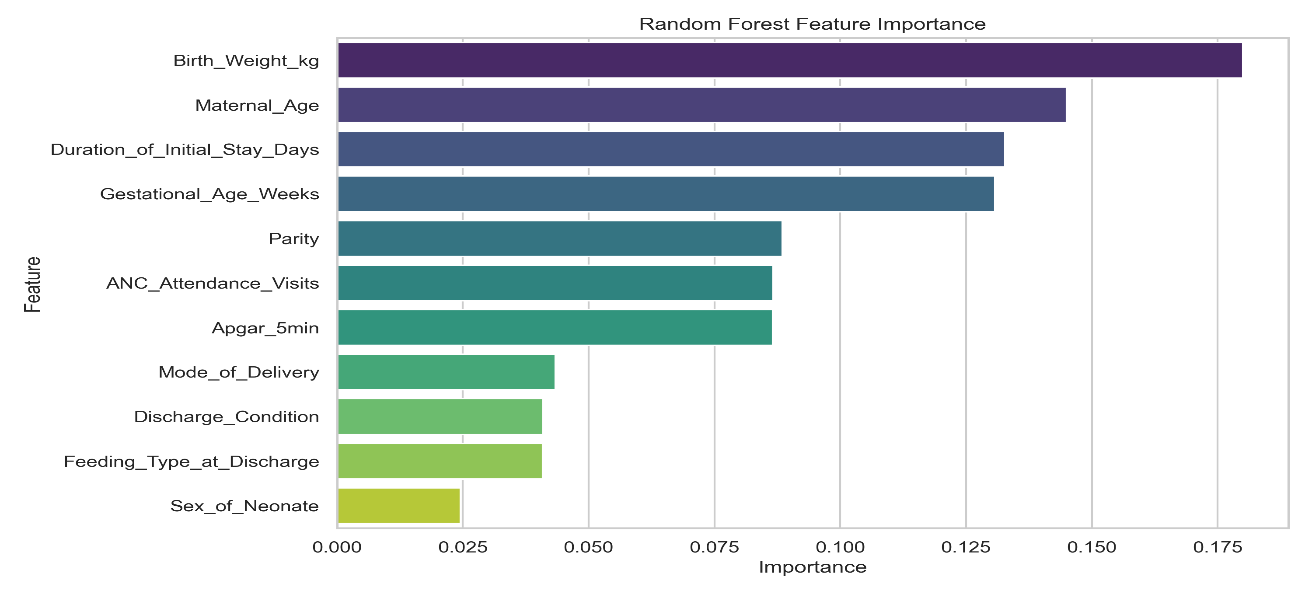 Random Forest Feature Importance
Birth_Weight_kg
Maternal_Age
Duration_of_Initial_Stay_Days
Gestational_Age_Weeks
Parity
ANC_Attendance_Visits
Apgar_5min
Mode_of_Delivery
Discharge_Condition
Feeding_Type_at_Discharge
Sex_of_Neonate
Feature
0.000 0.025 0.050 0.075 0.100 0.125 0.150 0.175
Importance